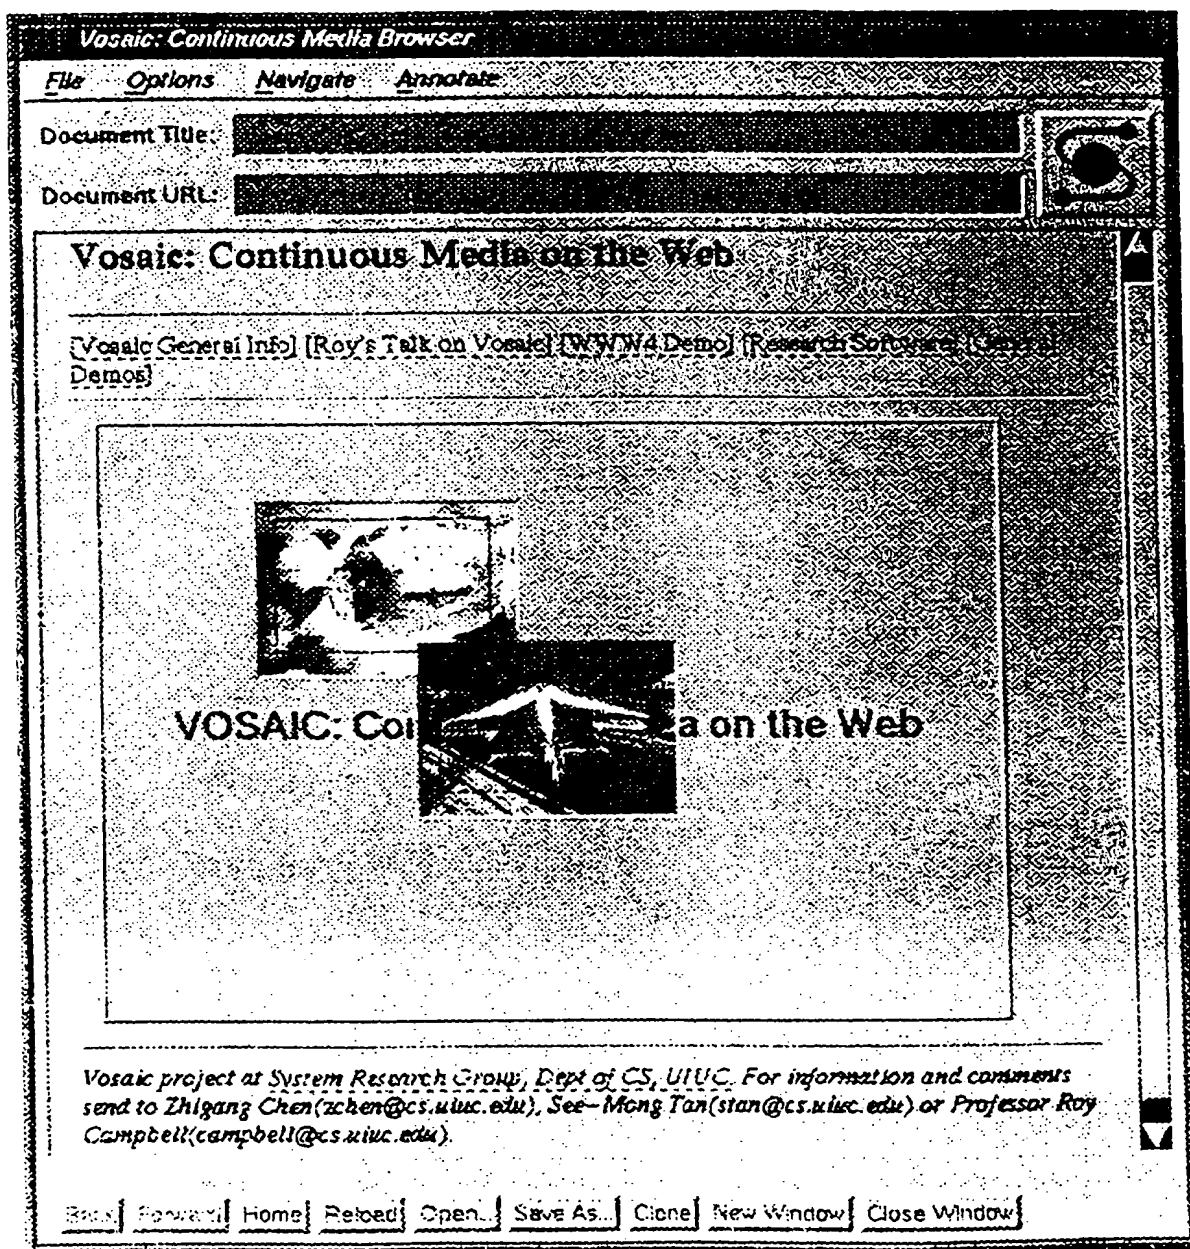 Vosaic: Continuous Media Browser
File Options Navigate Annotate
Document Title:
Document URL:
Vosaic: Continuous Media on the Web
[Vosaic General Info] [Roy's Talk on Vosaic] [WWW4 Demo] [Research Software] [General
Demos]
VOSAIC: Con a on the Web
Vosaic project at System Research Group, Dept of CS, UIUC. For information and comments
send to Zhigang Chen(zchen@cs.uiuc.edu), See-Mong Tan(stan@cs.uiuc.edu) or Professor Roy
Campbell(campbell@cs.uiuc.edu).
Back Forward Home Reload Open... Save As... Clone New Window Close Window